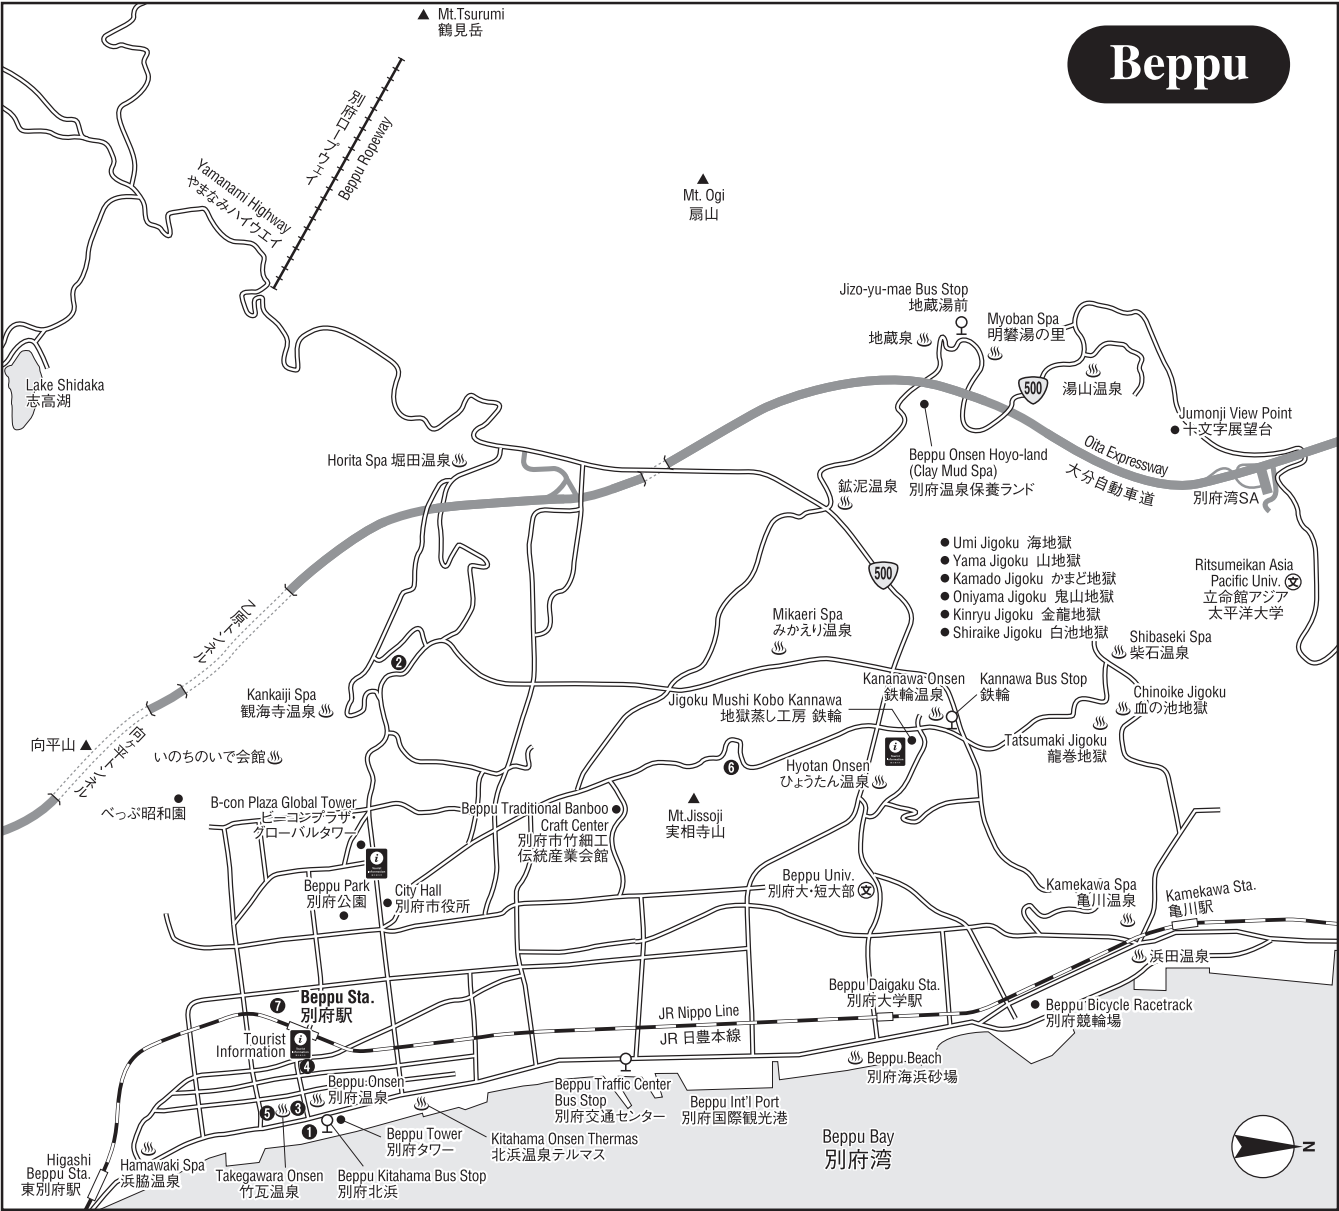 Beppu
Mt.Tsurumi
鶴見岳
別府ロープウェイ
Beppu Ropeway
Yamanami Highway
やまなみハイウエイ
Mt. Ogi
扇山
Jizo-yu-mae Bus Stop
地蔵湯前
地蔵泉
Myoban Spa
明礬湯の里
500
湯山温泉
Lake Shidaka
志高湖
Jumonji View Point
十文字展望台
Oita Expressway
大分自動車道
別府湾SA
Horita Spa 堀田温泉
Beppu Onsen Hoyo-land
(Clay Mud Spa)
別府温泉保養ランド
鉱泥温泉
500
Umi Jigoku 海地獄
Yama Jigoku 山地獄
Kamado Jigoku かまど地獄
Oniyama Jigoku 鬼山地獄
Kinryu Jigoku 金龍地獄
Shiraike Jigoku 白池地獄
Ritsumeikan Asia
Pacific Univ. 文
立命館アジア
太平洋大学
乙原トンネル
Mikaeri Spa
みかえり温泉
Shibaseki Spa
柴石温泉
2
Kankaiji Spa
観海寺温泉
Kananawa Onsen
鉄輪温泉
Kannawa Bus Stop
鉄輪
Jigoku Mushi Kobo Kannawa
地獄蒸し工房 鉄輪
Chinoike Jigoku
血の池地獄
Tatsumaki Jigoku
龍巻地獄
向平山
向ヶ平トンネル
いのちのいで会館
6
Hyotan Onsen
ひょうたん温泉
i
べっぷ昭和園
B-con Plaza Global Tower
ビーコンプラザ・
グローバルタワー
Beppu Traditional Banboo
Craft Center
別府市竹細工
伝統産業会館
Mt.Jissoji
実相寺山
i
Beppu Park
別府公園
City Hall
別府市役所
Beppu Univ.
別府大・短大部 文
Kamekawa Spa
亀川温泉
Kamekawa Sta.
亀川駅
浜田温泉
7
Beppu Sta.
別府駅
Beppu Daigaku Sta.
別府大学駅
Beppu Bicycle Racetrack
別府競輪場
JR Nippo Line
JR 日豊本線
Tourist
Information
i
4
Beppu Beach
別府海浜砂場
Beppu Onsen
別府温泉
Beppu Traffic Center
Bus Stop
別府交通センター
Beppu Int'l Port
別府国際観光港
5
3
1
Beppu Tower
別府タワー
Kitahama Onsen Thermas
北浜温泉テルマス
Beppu Bay
別府湾
N
Higashi
Beppu Sta.
東別府駅
Hamawaki Spa
浜脇温泉
Takegawara Onsen
竹瓦温泉
Beppu Kitahama Bus Stop
別府北浜